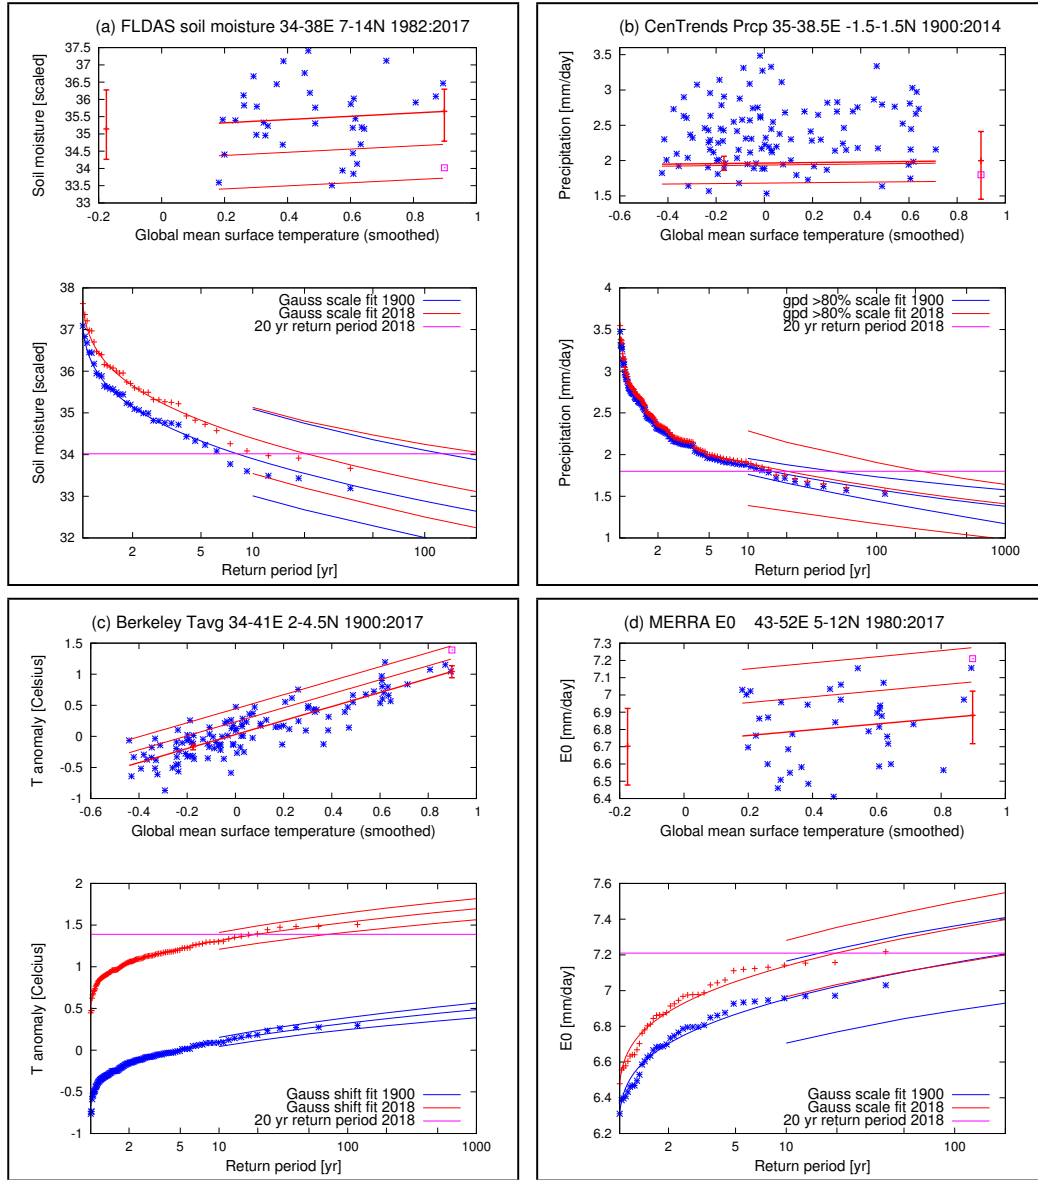 (a) FLDAS soil moisture 34-38E 7-14N 1982:2017
Soil moisture [scaled]
37.5
37
36.5
36
35.5
35
34.5
34
33.5
33
-0.2 0 0.2 0.4 0.6 0.8 1
Global mean surface temperature (smoothed)
Soil moisture [scaled]
38
37
36
35
34
33
32
Gauss scale fit 1900
Gauss scale fit 2018
20 yr return period 2018
2 5 10 100
Return period [yr]
(b) CenTrends Prcp 35-38.5E -1.5-1.5N 1900:2014
Precipitation [mm/day]
3.5
3
2.5
2
1.5
-0.6 -0.4 -0.2 0 0.2 0.4 0.6 0.8 1
Global mean surface temperature (smoothed)
Precipitation [mm/day]
4
3.5
3
2.5
2
1.5
1
gpd >80% scale fit 1900
gpd >80% scale fit 2018
20 yr return period 2018
2 5 10 100 1000
Return period [yr]
(c) Berkeley Tavg 34-41E 2-4.5N 1900:2017
T anomaly [Celsius]
1.5
1
0.5
0
-0.5
-1
-0.6 -0.4 -0.2 0 0.2 0.4 0.6 0.8 1
Global mean surface temperature (smoothed)
T anomaly [Celcius]
2
1.5
1
0.5
0
-0.5
-1
Gauss shift fit 1900
Gauss shift fit 2018
20 yr return period 2018
2 5 10 100 1000
Return period [yr]
(d) MERRA E0 43-52E 5-12N 1980:2017
E0 [mm/day]
7.3
7.2
7.1
7
6.9
6.8
6.7
6.6
6.5
6.4
-0.2 0 0.2 0.4 0.6 0.8 1
Global mean surface temperature (smoothed)
E0 [mm/day]
7.6
7.4
7.2
7
6.8
6.6
6.4
6.2
Gauss scale fit 1900
Gauss scale fit 2018
20 yr return period 2018
2 5 10 100
Return period [yr]